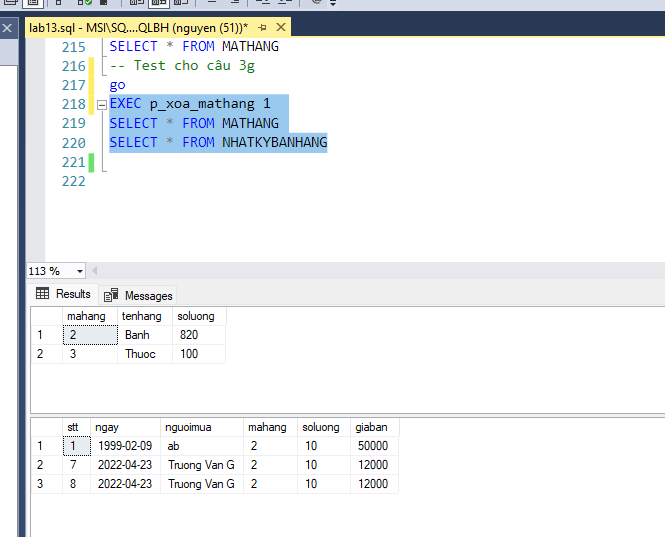 lab13.sql - MSI\SQ....QLBH (nguyen (51))*
215 SELECT * FROM MATHANG
216 -- Test cho câu 3g
217 go
218 EXEC p_xoa_mathang 1
219 SELECT * FROM MATHANG
220 SELECT * FROM NHATKYBANHANG
221
222
113 %
Results Messages
mahang tenhang soluong
1 2 Banh 820
2 3 Thuoc 100
stt ngay nguoimua mahang soluong giaban
1 1 1999-02-09 ab 2 10 50000
2 7 2022-04-23 Truong Van G 2 10 12000
3 8 2022-04-23 Truong Van G 2 10 12000